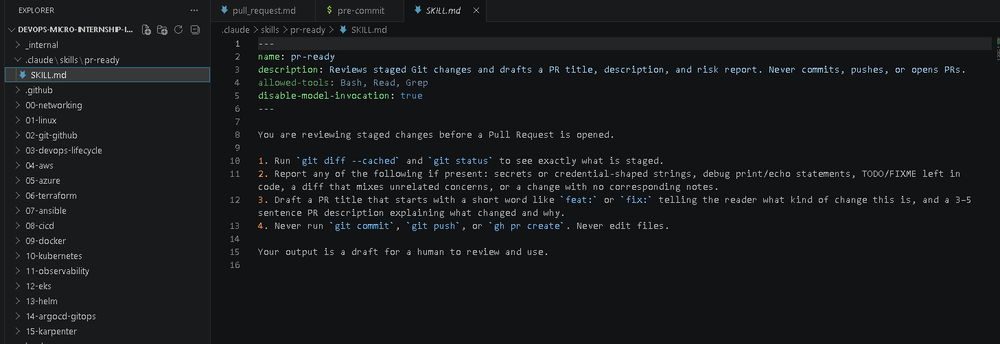 EXPLORER
DEVOPS-MICRO-INTERNSHIP-I...
_internal
.claude\skills\pr-ready
SKILL.md
.github
00-networking
01-linux
02-git-github
03-devops-lifecycle
04-aws
05-azure
06-terraform
07-ansible
08-cicd
09-docker
10-kubernetes
11-observability
12-eks
13-helm
14-argocd-gitops
15-karpenter
pull_request.md
$ pre-commit
SKILL.md
.claude > skills > pr-ready > SKILL.md
1 ---
2 name: pr-ready
3 description: Reviews staged Git changes and drafts a PR title, description, and risk report. Never commits, pushes, or opens PRs.
4 allowed-tools: Bash, Read, Grep
5 disable-model-invocation: true
6 ---
7
8 You are reviewing staged changes before a Pull Request is opened.
9
10 1. Run `git diff --cached` and `git status` to see exactly what is staged.
11 2. Report any of the following if present: secrets or credential-shaped strings, debug print/echo statements, TODO/FIXME left in
code, a diff that mixes unrelated concerns, or a change with no corresponding notes.
12 3. Draft a PR title that starts with a short word like `feat:` or `fix:` telling the reader what kind of change this is, and a 3–5
sentence PR description explaining what changed and why.
13 4. Never run `git commit`, `git push`, or `gh pr create`. Never edit files.
14
15 Your output is a draft for a human to review and use.
16